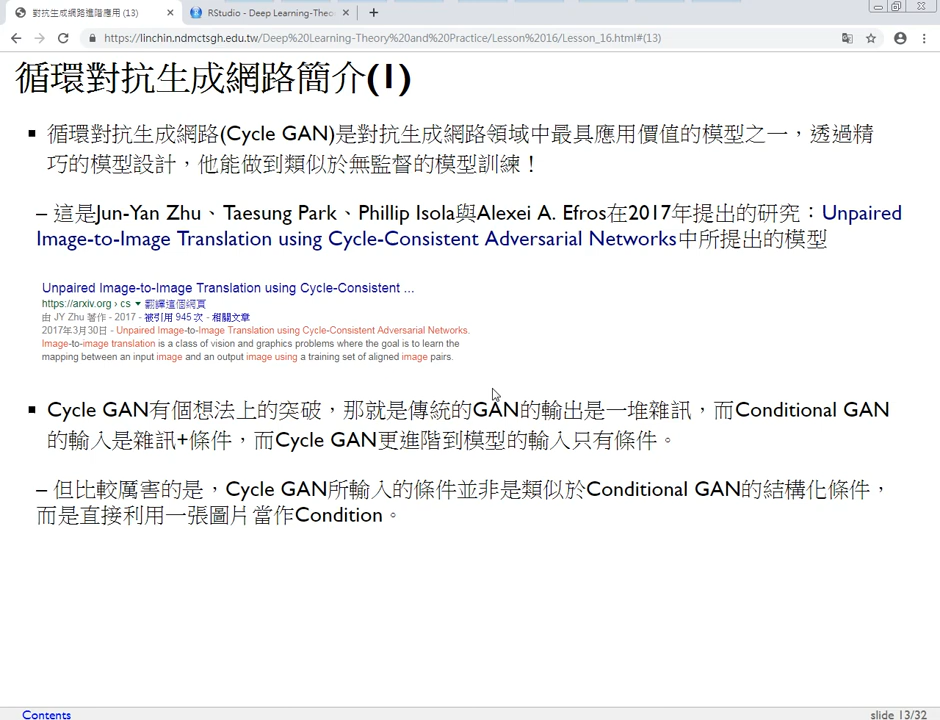 對抗生成網路進階應用 (13)
RStudio - Deep Learning-Theo
https://linchin.ndmctsgh.edu.tw/Deep%20Learning-Theory%20and%20Practice/Lesson%2016/Lesson_16.html#(13)
循環對抗生成網路簡介(1)
循環對抗生成網路(Cycle GAN)是對抗生成網路領域中最具應用價值的模型之一，透過精
巧的模型設計，他能做到類似於無監督的模型訓練！
– 這是Jun-Yan Zhu、Taesung Park、Phillip Isola與Alexei A. Efros在2017年提出的研究：Unpaired
Image-to-Image Translation using Cycle-Consistent Adversarial Networks中所提出的模型
Unpaired Image-to-Image Translation using Cycle-Consistent ...
https://arxiv.org › cs ▼ 翻譯這個網頁
由 JY Zhu 著作 - 2017 - 被引用 945 次 - 相關文章
2017年3月30日 - Unpaired Image-to-Image Translation using Cycle-Consistent Adversarial Networks.
Image-to-image translation is a class of vision and graphics problems where the goal is to learn the
mapping between an input image and an output image using a training set of aligned image pairs.
Cycle GAN有個想法上的突破，那就是傳統的GAN的輸出是一堆雜訊，而Conditional GAN
的輸入是雜訊+條件，而Cycle GAN更進階到模型的輸入只有條件。
– 但比較厲害的是，Cycle GAN所輸入的條件並非是類似於Conditional GAN的結構化條件，
而是直接利用一張圖片當作Condition。
Contents
slide 13/32